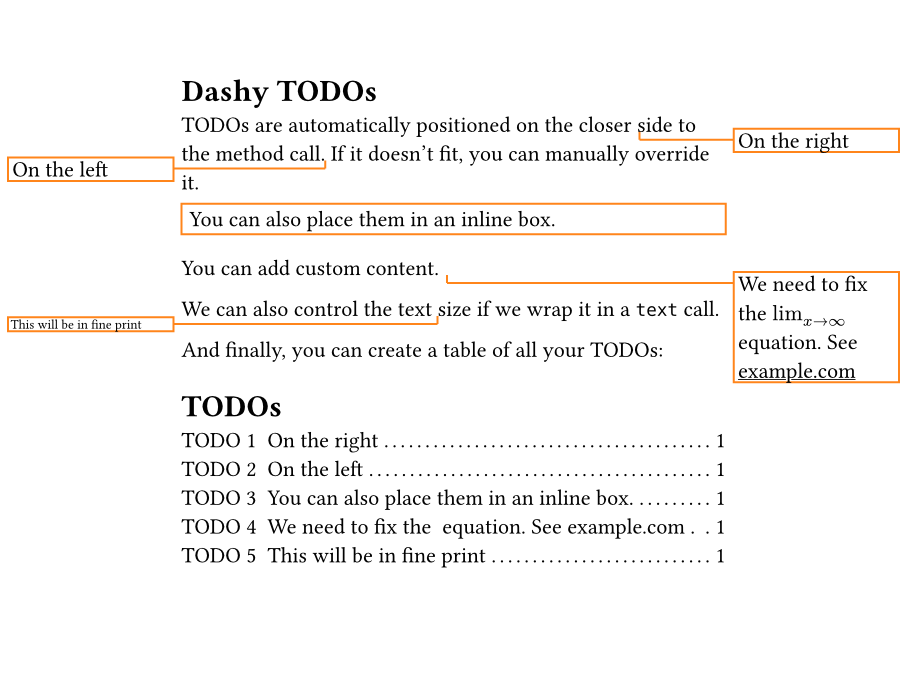 Dashy TODOs
TODOs are automatically positioned on the closer side to
On the right
the method call. If it doesn’t fit, you can manually override
On the left
it.
You can also place them in an inline box.
You can add custom content.
We need to fix
the lim x→∞
equation. See
example.com
We can also control the text size if we wrap it in a text call.
This will be in fine print
And finally, you can create a table of all your TODOs:
TODOs
TODO 1 On the right ........................................ 1
TODO 2 On the left .......................................... 1
TODO 3 You can also place them in an inline box. ......... 1
TODO 4 We need to fix the  equation. See example.com . . 1
TODO 5 This will be in fine print ........................... 1